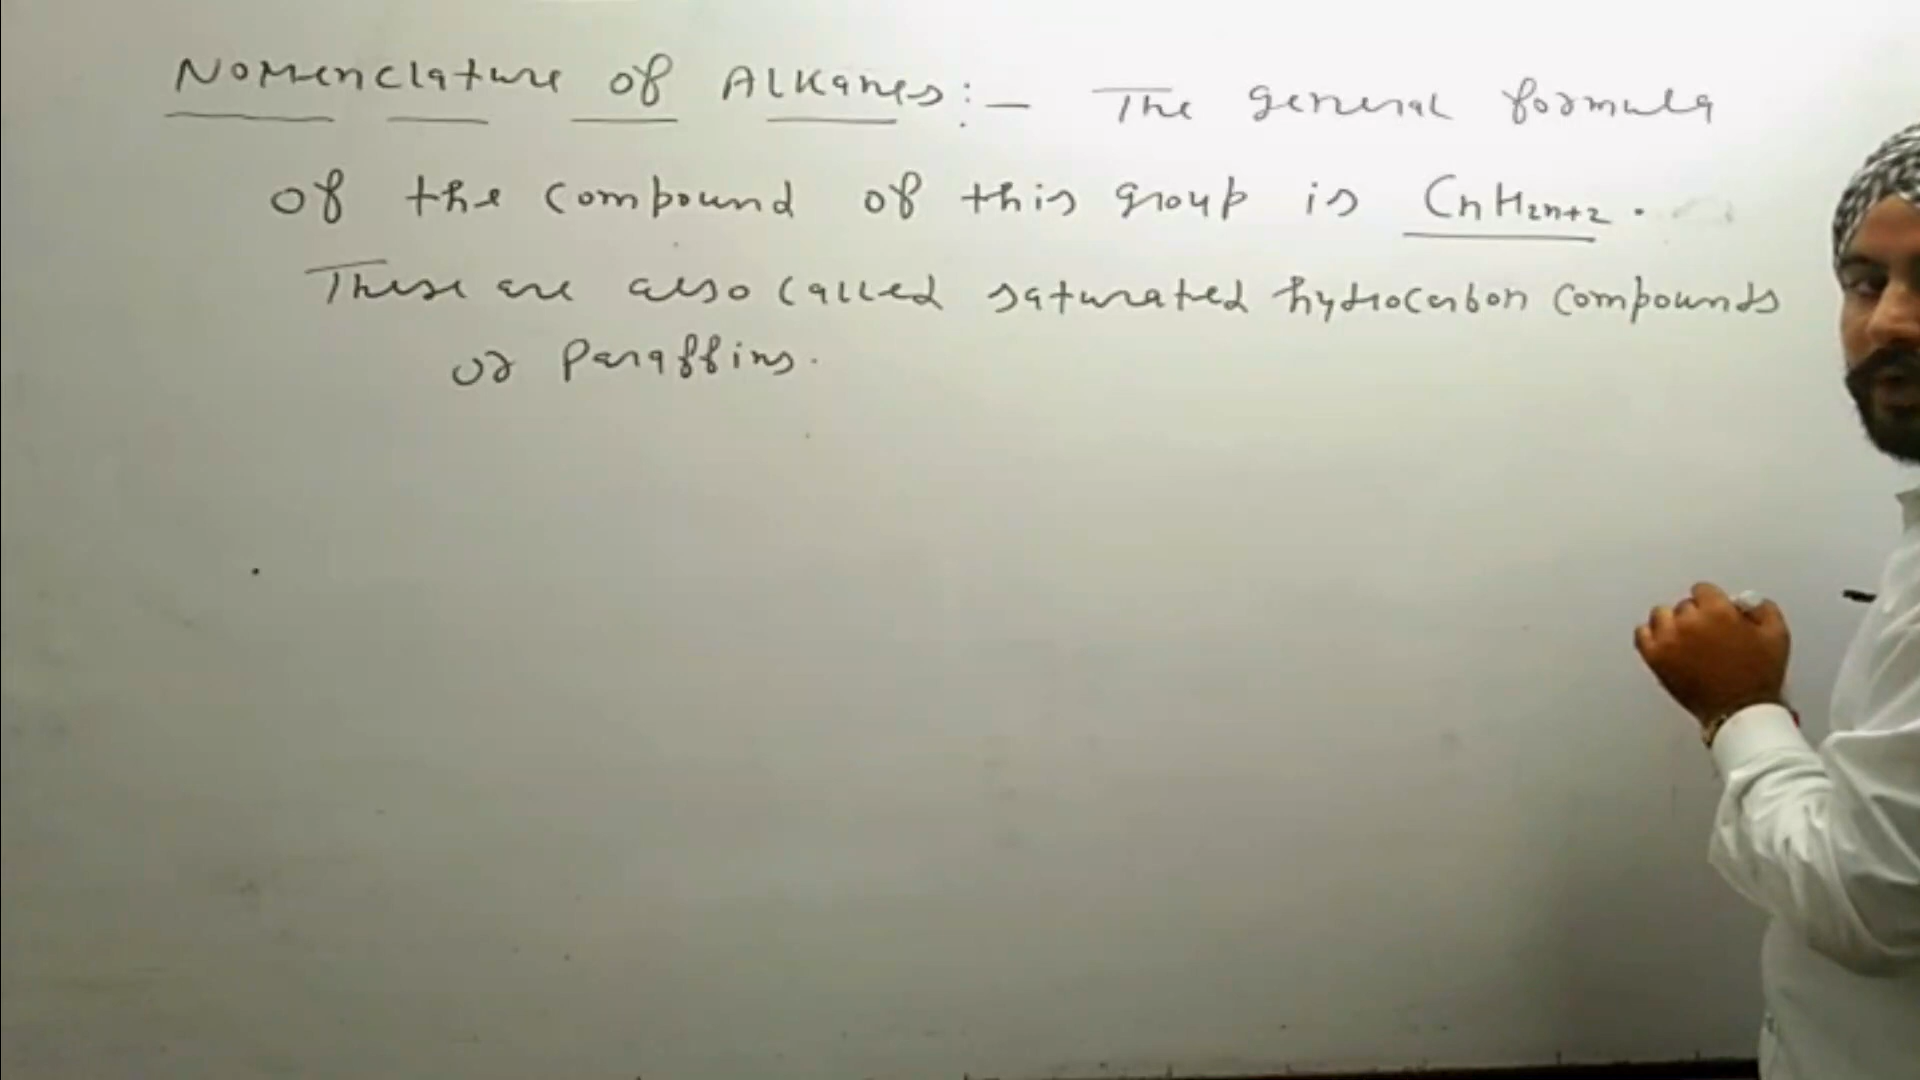 Nomenclature of Alkanes:- The general formula
of the compound of this group is CnH2n+2.
These are also called saturated hydrocarbon compounds
or Paraffins.